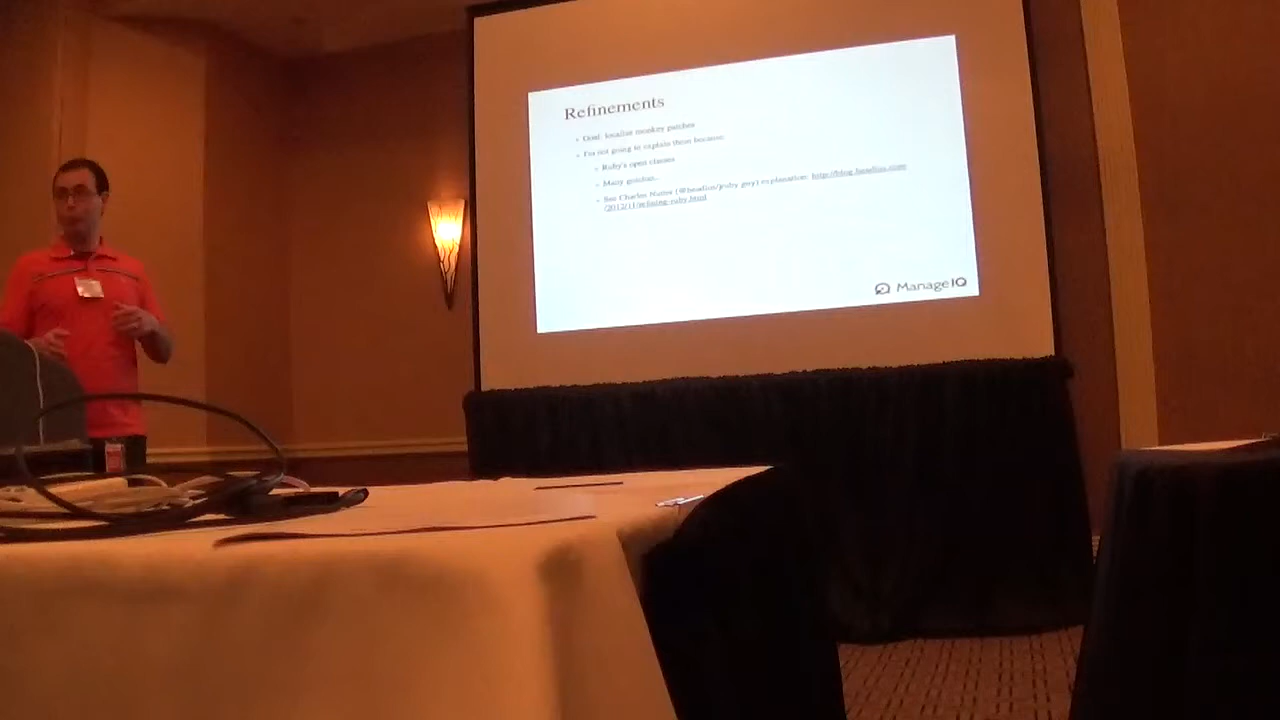 Refinements
Goal: localize monkey patches
I'm not going to explain them because:
Ruby's open classes
Many gotchas...
See Charles Nutter (@headius/jruby guy) explanation: http://blog.headius.com/
/2012/11/refining-ruby.html
ManageIQ